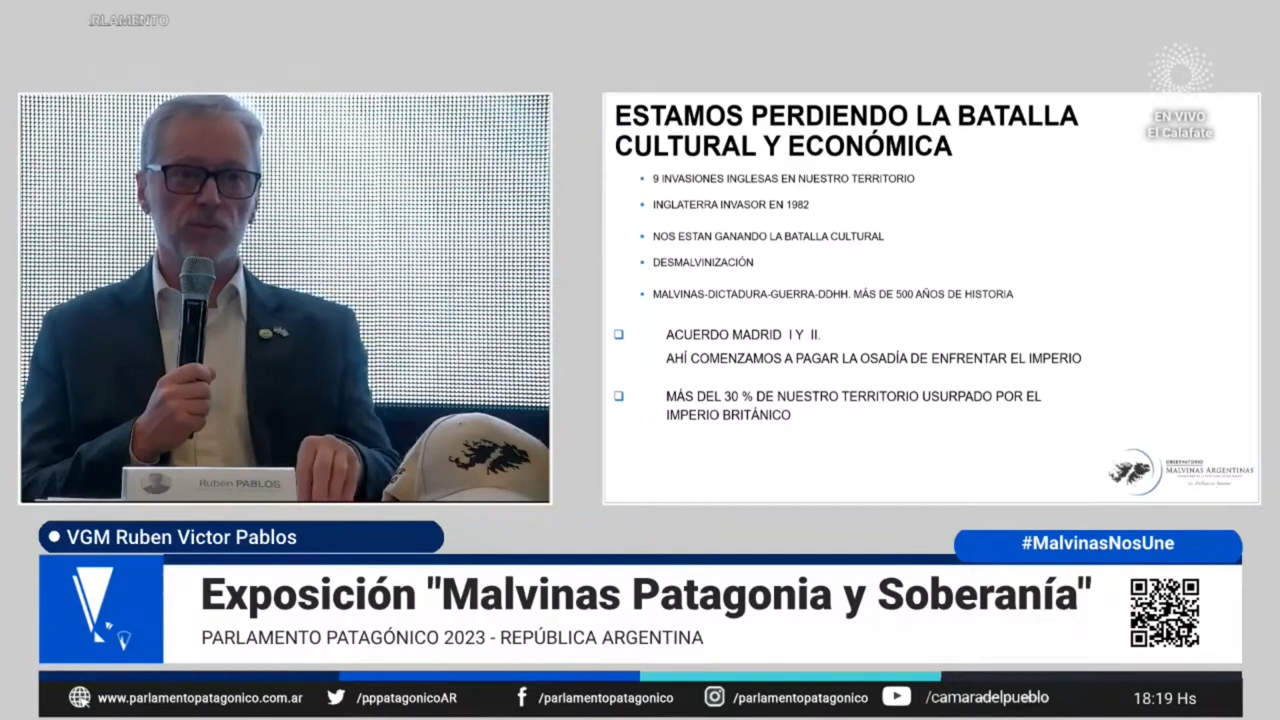 PARLAMENTO
EN VIVO
El Calafate
ESTAMOS PERDIENDO LA BATALLA
CULTURAL Y ECONÓMICA
9 INVASIONES INGLESAS EN NUESTRO TERRITORIO
INGLATERRA INVASOR EN 1982
NOS ESTAN GANANDO LA BATALLA CULTURAL
DESMALVINIZACIÓN
MALVINAS-DICTADURA-GUERRA-DDHH. MÁS DE 500 AÑOS DE HISTORIA
ACUERDO MADRID I Y II.
AHÍ COMENZAMOS A PAGAR LA OSADÍA DE ENFRENTAR EL IMPERIO
MÁS DEL 30 % DE NUESTRO TERRITORIO USURPADO POR EL
IMPERIO BRITÁNICO
OBSERVATORIO
MALVINAS ARGENTINAS
Rubén PABLOS
VGM Ruben Victor Pablos
#MalvinasNosUne
Exposición "Malvinas Patagonia y Soberanía"
PARLAMENTO PATAGÓNICO 2023 - REPÚBLICA ARGENTINA
www.parlamentopatagonico.com.ar
/pppatagonicoAR
/parlamentopatagonico
/parlamentopatagonico
/camaradelpueblo
18:19 Hs